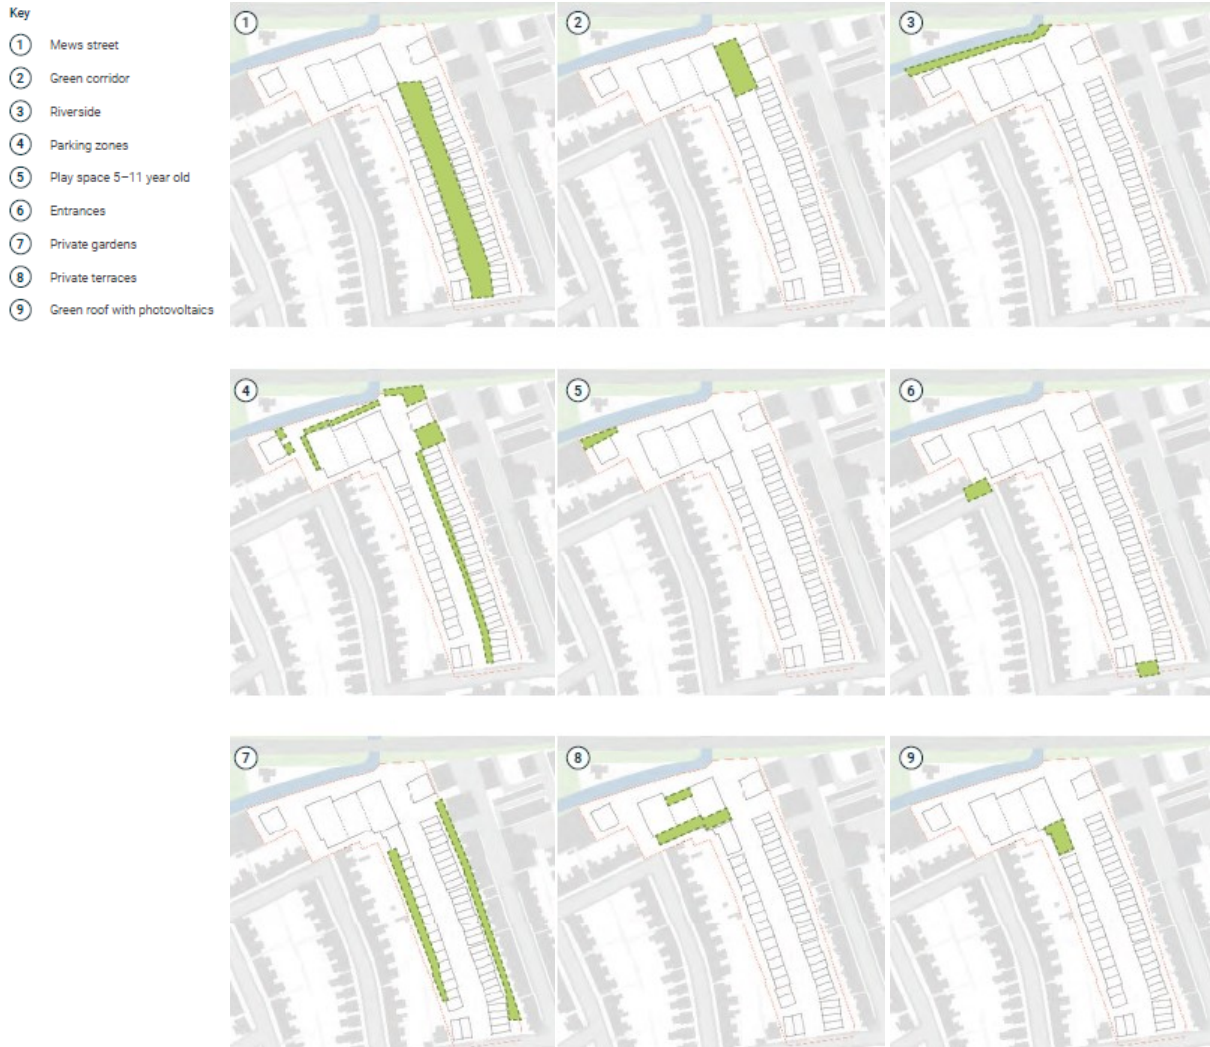 Key
1 Mews street
2 Green corridor
3 Riverside
4 Parking zones
5 Play space 5–11 year old
6 Entrances
7 Private gardens
8 Private terraces
9 Green roof with photovoltaics
1
2
3
4
5
6
7
8
9